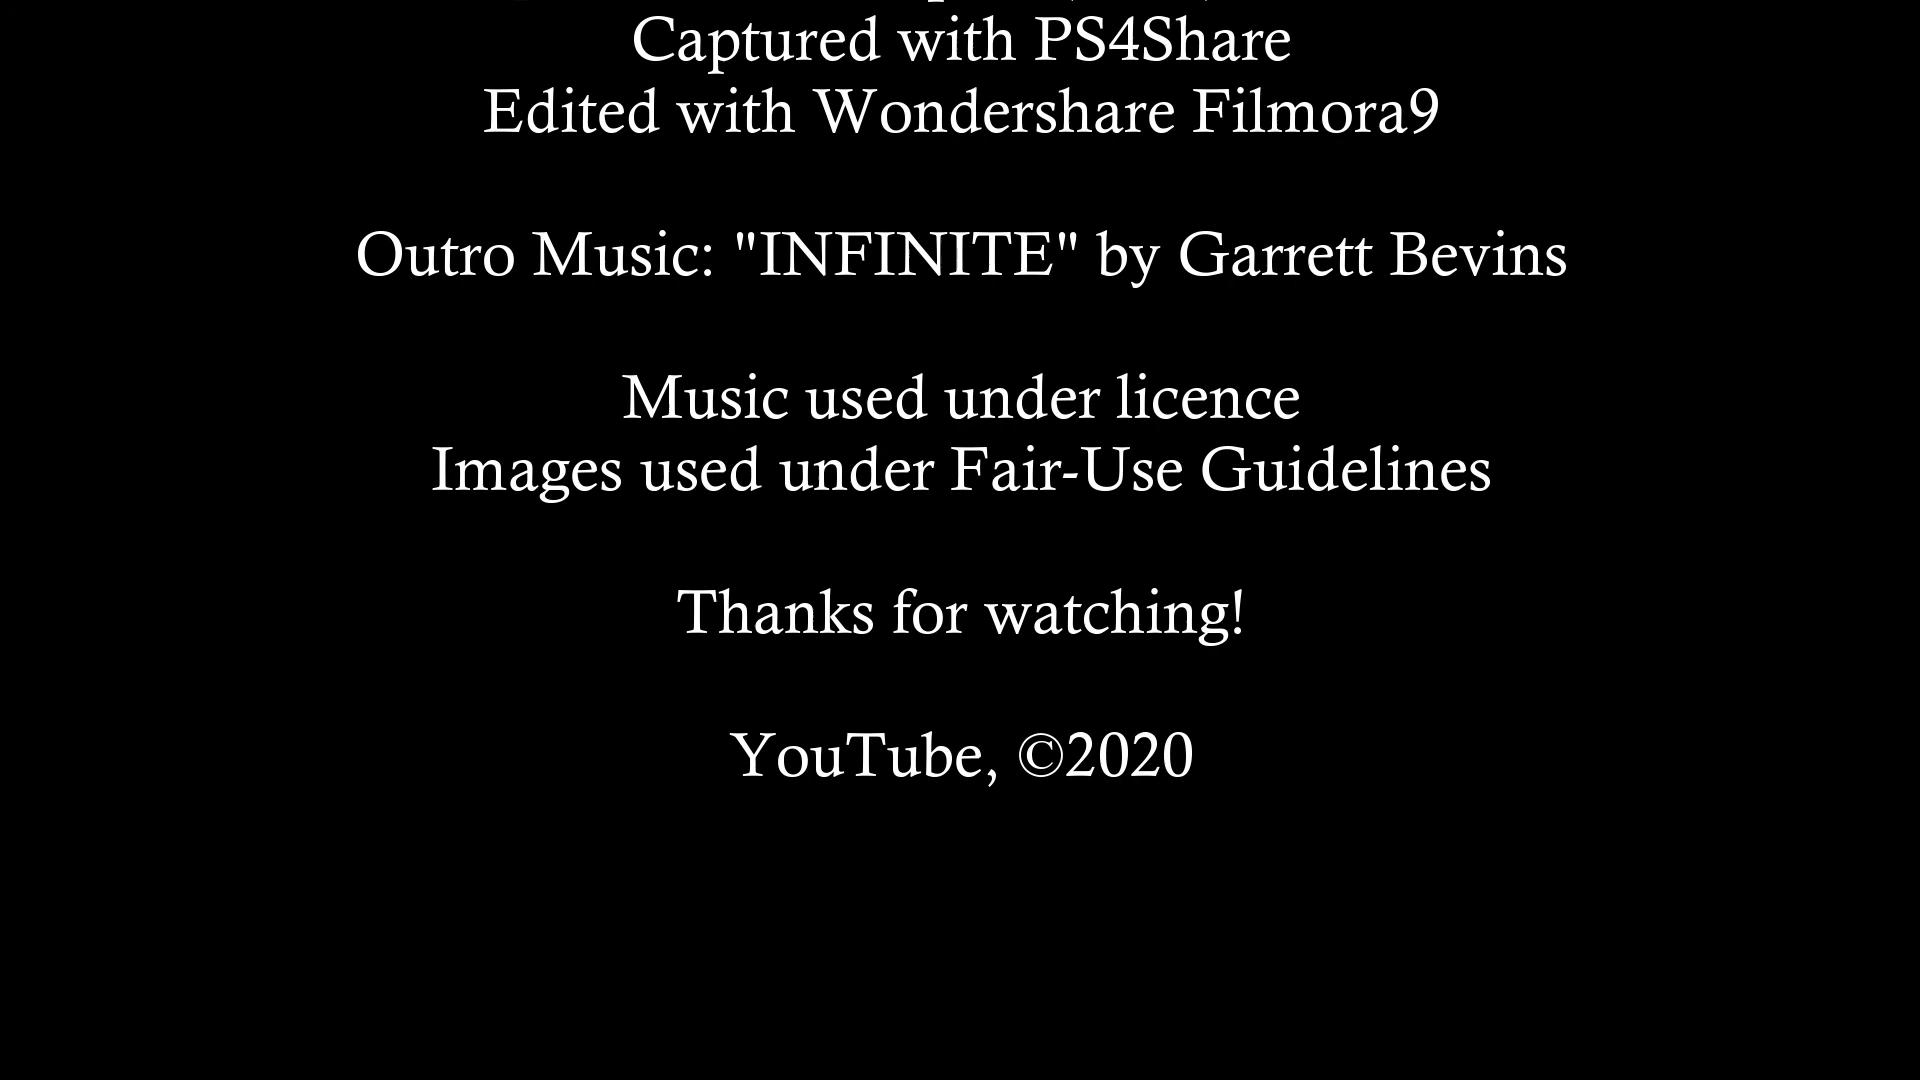 Captured with PS4Share
Edited with Wondershare Filmora9
Outro Music: "INFINITE" by Garrett Bevins
Music used under licence
Images used under Fair-Use Guidelines
Thanks for watching!
YouTube, ©2020